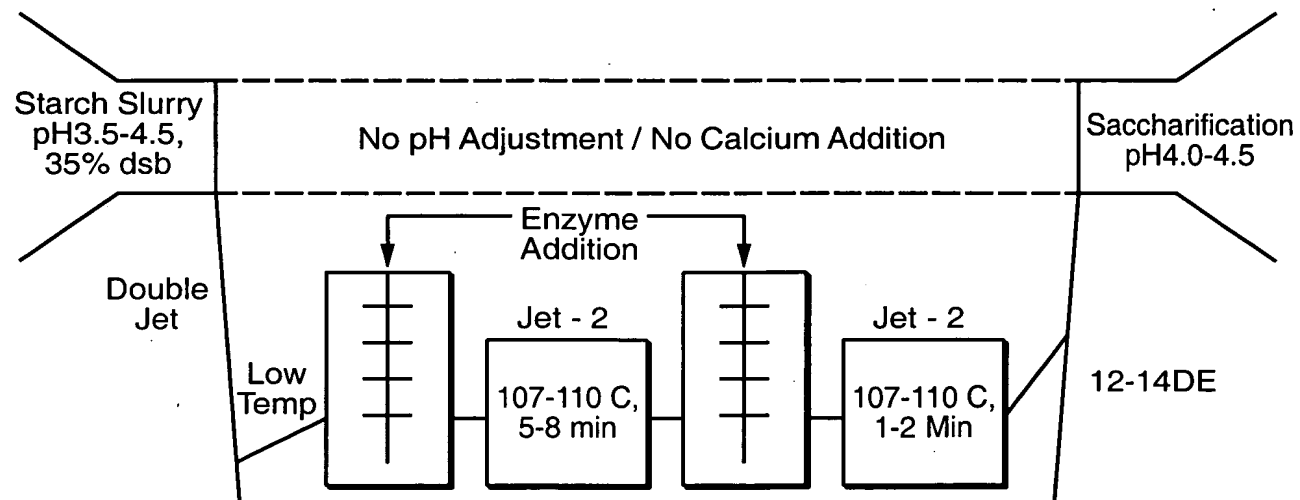 Starch Slurry
pH3.5-4.5,
35% dsb
No pH Adjustment / No Calcium Addition
Saccharification
pH4.0-4.5
Enzyme
Addition
Double
Jet
Low
Temp
Jet - 2
107-110 C,
5-8 min
Jet - 2
107-110 C,
1-2 Min
12-14DE